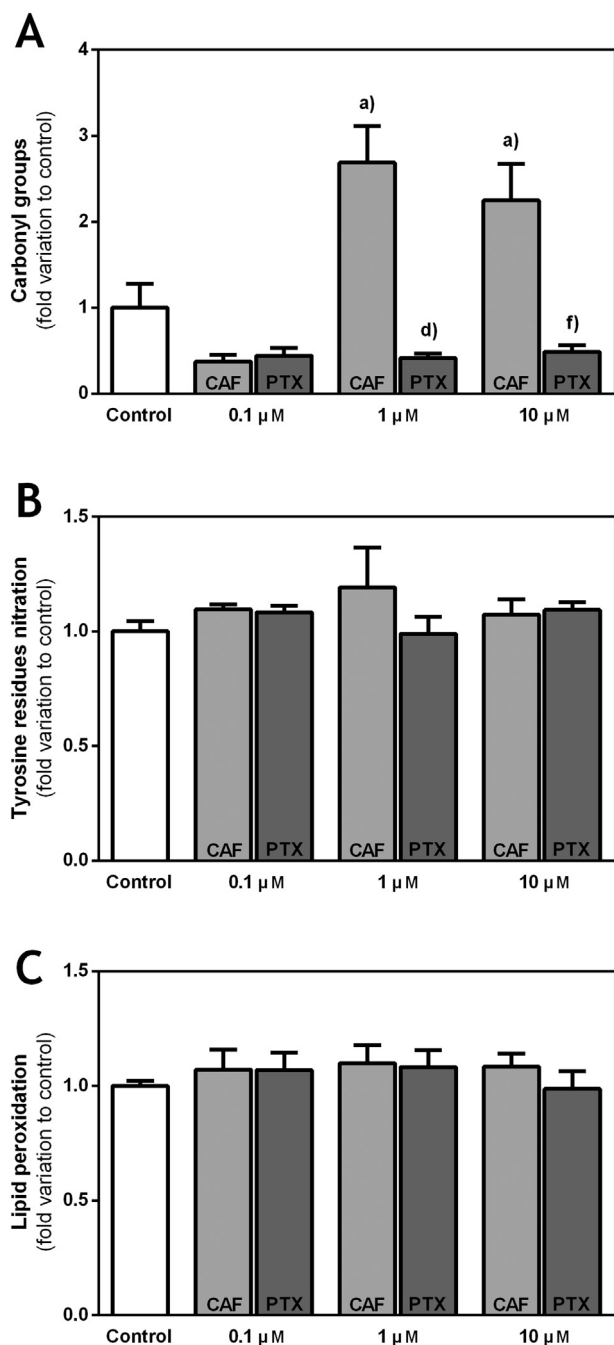 A
Carbonyl groups
(fold variation to control)
4
3
2
1
0
a)
a)
d)
f)
CAF
PTX
CAF
PTX
CAF
PTX
Control
0.1 µM
1 µM
10 µM
B
Tyrosine residues nitration
(fold variation to control)
1.5
1.0
0.5
0.0
CAF
PTX
CAF
PTX
CAF
PTX
Control
0.1 µM
1 µM
10 µM
C
Lipid peroxidation
(fold variation to control)
1.5
1.0
0.5
0.0
CAF
PTX
CAF
PTX
CAF
PTX
Control
0.1 µM
1 µM
10 µM